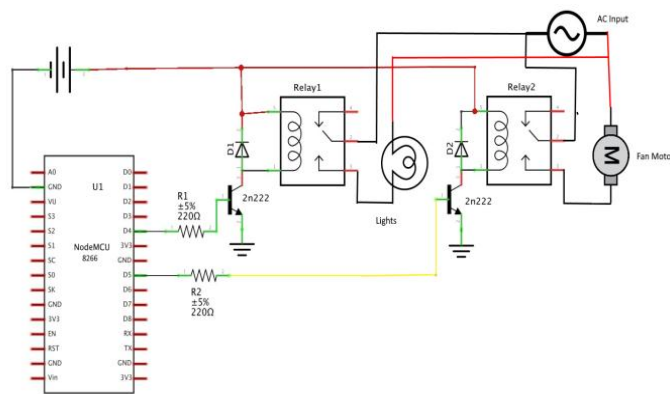 AC Input
Relay1
Relay2
D1
D2
M
Fan Moto
2n222
2n222
Lights
R1
±5%
220Ω
R2
±5%
220Ω
U1
NodeMCU
8266
A0
GND
VU
S3
S2
S1
SC
S0
SK
GND
3V3
EN
RST
GND
Vin
D0
D1
D2
D3
D4
3V3
GND
D5
D6
D7
D8
RX
TX
GND
3V3